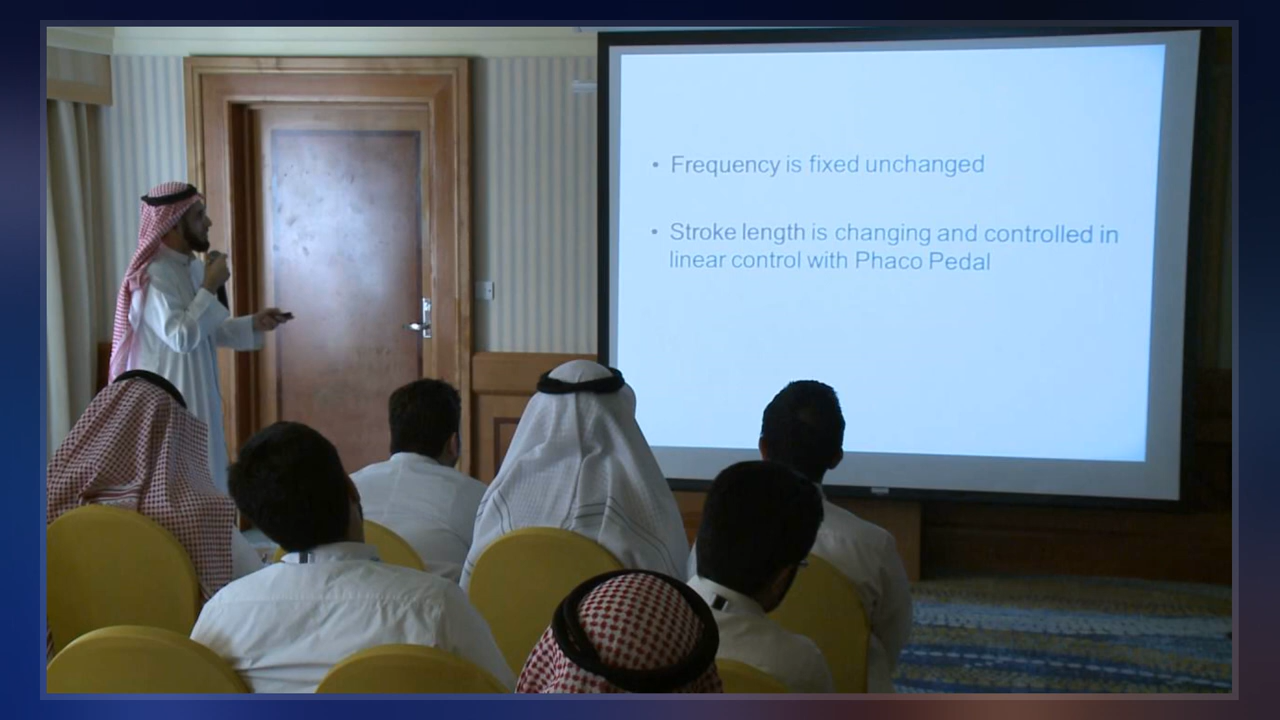 • Frequency is fixed unchanged
• Stroke length is changing and controlled in
linear control with Phaco Pedal